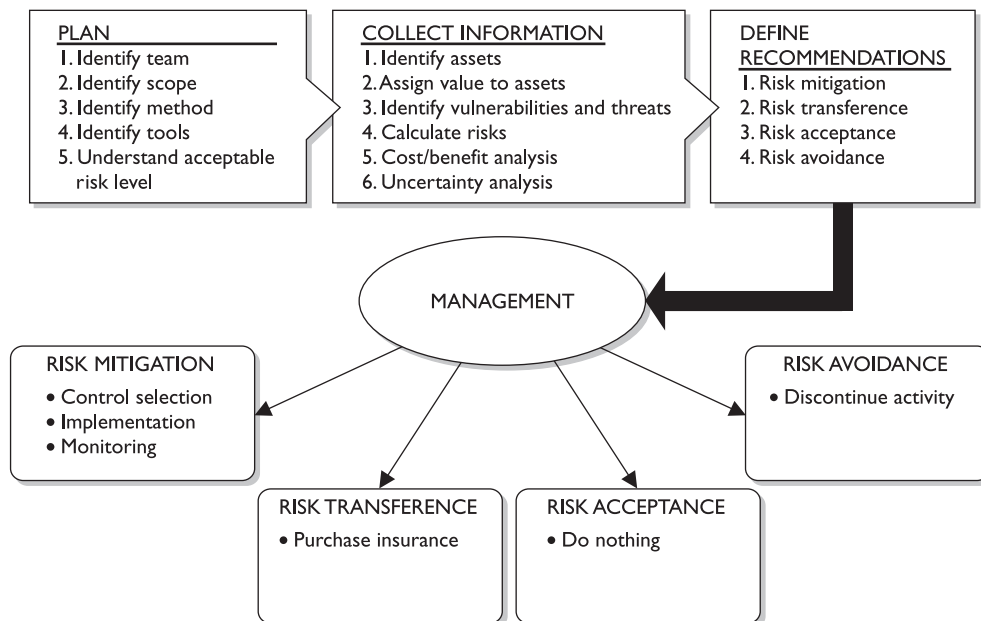 PLAN
1. Identify team
2. Identify scope
3. Identify method
4. Identify tools
5. Understand acceptable
risk level
COLLECT INFORMATION
1. Identify assets
2. Assign value to assets
3. Identify vulnerabilities and threats
4. Calculate risks
5. Cost/benefit analysis
6. Uncertainty analysis
DEFINE
RECOMMENDATIONS
1. Risk mitigation
2. Risk transference
3. Risk acceptance
4. Risk avoidance
MANAGEMENT
RISK MITIGATION
• Control selection
• Implementation
• Monitoring
RISK TRANSFERENCE
• Purchase insurance
RISK ACCEPTANCE
• Do nothing
RISK AVOIDANCE
• Discontinue activity